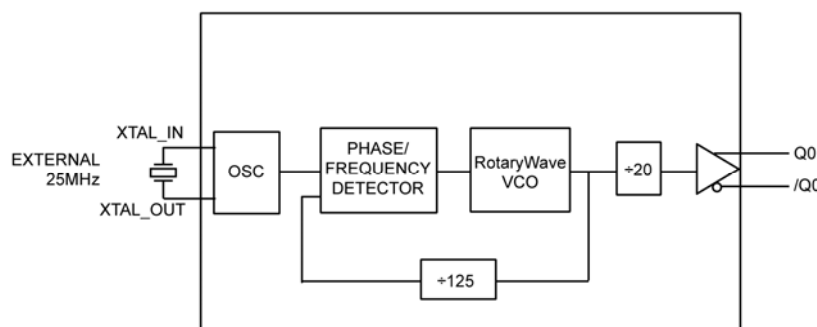 XTAL_IN
EXTERNAL
25MHz
XTAL_OUT
OSC
PHASE/
FREQUENCY
DETECTOR
RotaryWave
VCO
÷20
Q0
/Q0
÷125